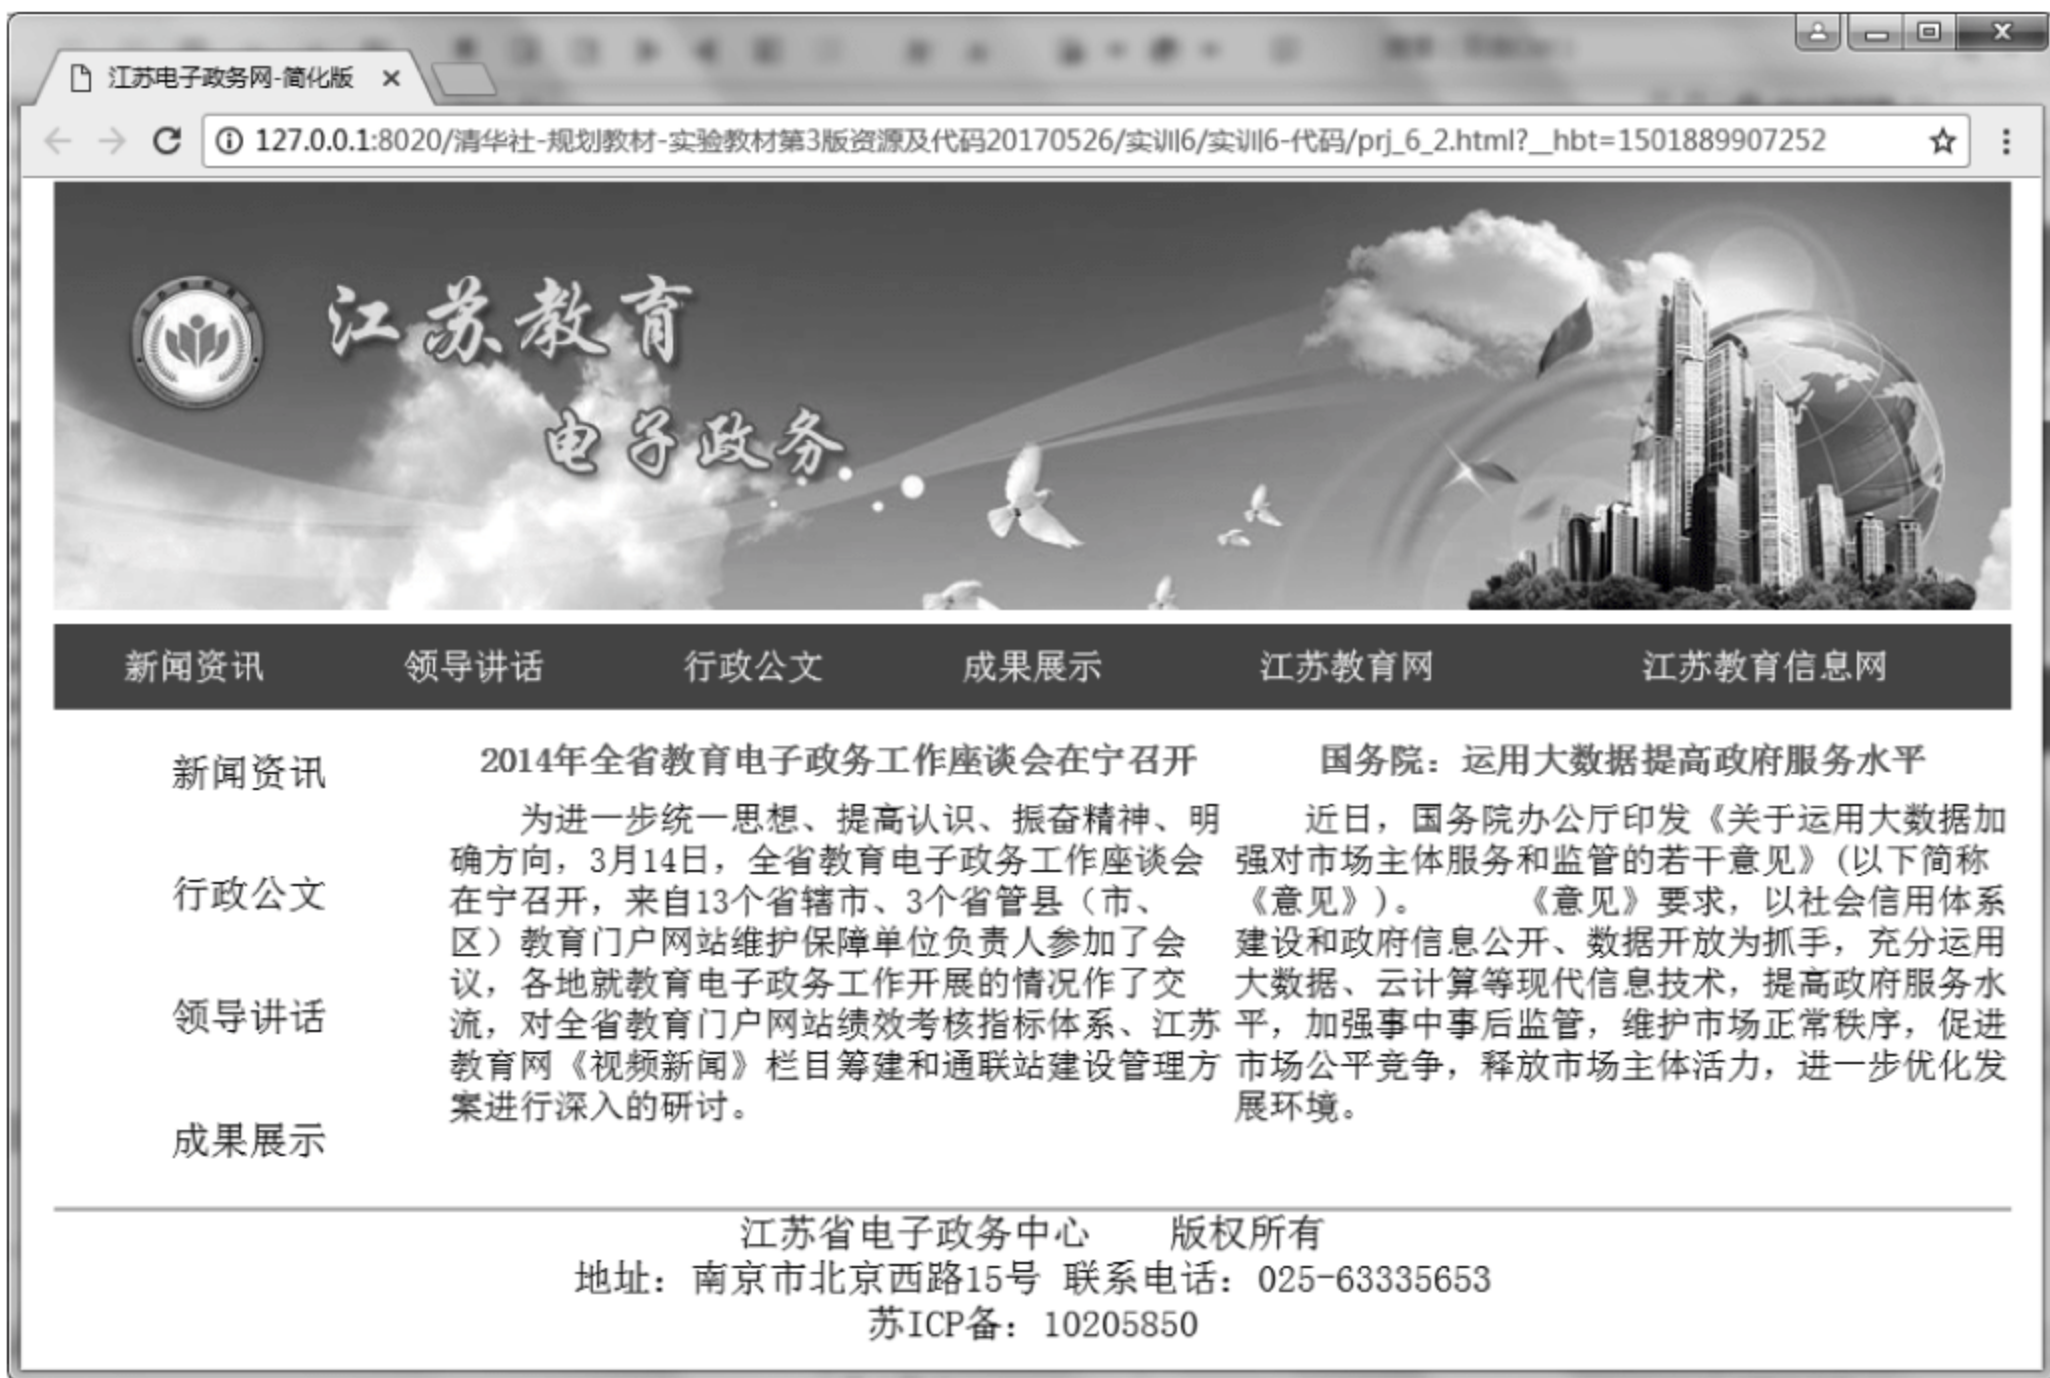 江苏电子政务网-简化版
127.0.0.1:8020/清华社-规划教材-实验教材第3版资源及代码20170526/实训6/实训6-代码/prj_6_2.html?__hbt=1501889907252
江苏教育
电子政务
新闻资讯 领导讲话 行政公文 成果展示 江苏教育网 江苏教育信息网
新闻资讯
行政公文
领导讲话
成果展示
2014年全省教育电子政务工作座谈会在宁召开
为进一步统一思想、提高认识、振奋精神、明
确方向，3月14日，全省教育电子政务工作座谈会
在宁召开，来自13个省辖市、3个省管县（市、
区）教育门户网站维护保障单位负责人参加了会
议，各地就教育电子政务工作开展的情况作了交
流，对全省教育门户网站绩效考核指标体系、江苏
教育网《视频新闻》栏目筹建和通联站建设管理方
案进行深入的研讨。
国务院：运用大数据提高政府服务水平
近日，国务院办公厅印发《关于运用大数据加
强对市场主体服务和监管的若干意见》(以下简称
《意见》)。 《意见》要求，以社会信用体系
建设和政府信息公开、数据开放为抓手，充分运用
大数据、云计算等现代信息技术，提高政府服务水
平，加强事中事后监管，维护市场正常秩序，促进
市场公平竞争，释放市场主体活力，进一步优化发
展环境。
江苏省电子政务中心 版权所有
地址：南京市北京西路15号 联系电话：025-63335653
苏ICP备：10205850